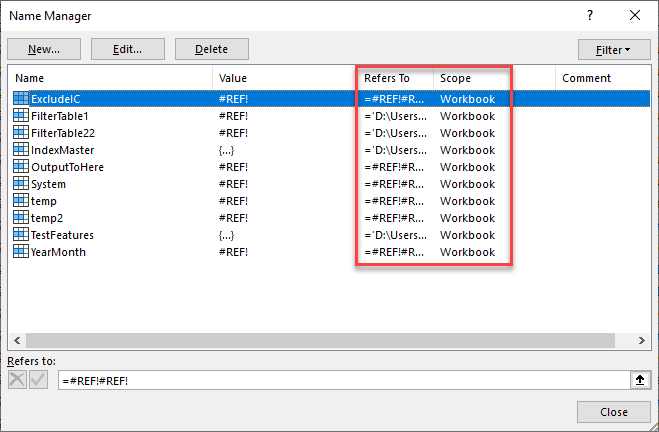 Name Manager ?
New... Edit... Delete Filter
Name Value Refers To Scope Comment
ExcludeIC #REF! =#REF!#R... Workbook
FilterTable1 #REF! ='D:\Users... Workbook
FilterTable22 #REF! ='D:\Users... Workbook
IndexMaster {...} ='D:\Users... Workbook
OutputToHere #REF! =#REF!#R... Workbook
System #REF! =#REF!#R... Workbook
temp #REF! =#REF!#R... Workbook
temp2 #REF! =#REF!#R... Workbook
TestFeatures {...} ='D:\Users... Workbook
YearMonth #REF! =#REF!#R... Workbook
Refers to:
=#REF!#REF!
Close